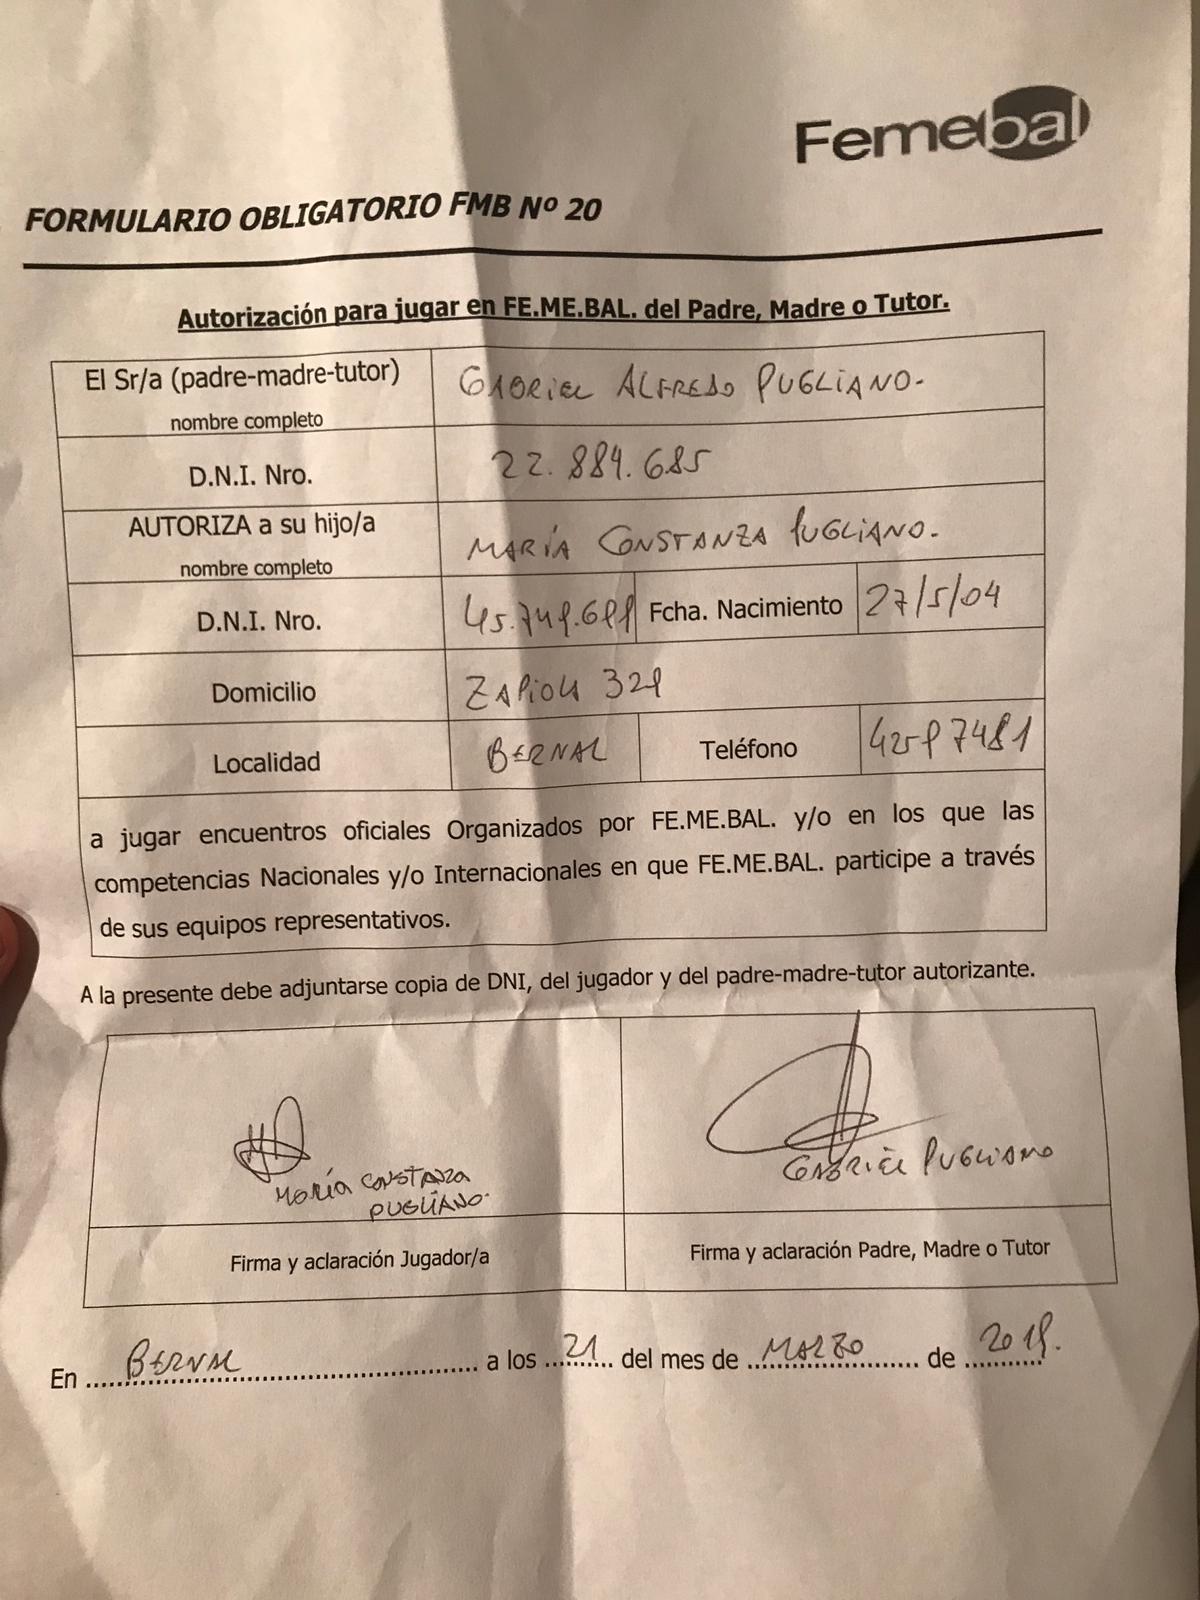 Femebal
FORMULARIO OBLIGATORIO FMB Nº 20
Autorización para jugar en FE.ME.BAL. del Padre, Madre o Tutor.
El Sr/a (padre-madre-tutor) GABRIEL ALFREDO PUGLIANO.
nombre completo
D.N.I. Nro. 22.884.685
AUTORIZA a su hijo/a MARÍA CONSTANZA PUGLIANO.
nombre completo
D.N.I. Nro. 45.749.699 Fcha. Nacimiento 27/5/04
Domicilio ZAPIOLA 329
Localidad BERNAL Teléfono 4259 7481
a jugar encuentros oficiales Organizados por FE.ME.BAL. y/o en los que las
competencias Nacionales y/o Internacionales en que FE.ME.BAL. participe a través
de sus equipos representativos.
A la presente debe adjuntarse copia de DNI, del jugador y del padre-madre-tutor autorizante.
MARÍA CONSTANZA
PUGLIANO.
GABRIEL PUGLIANO
Firma y aclaración Jugador/a
Firma y aclaración Padre, Madre o Tutor
En BERNAL a los 21 del mes de MARZO de 2019.